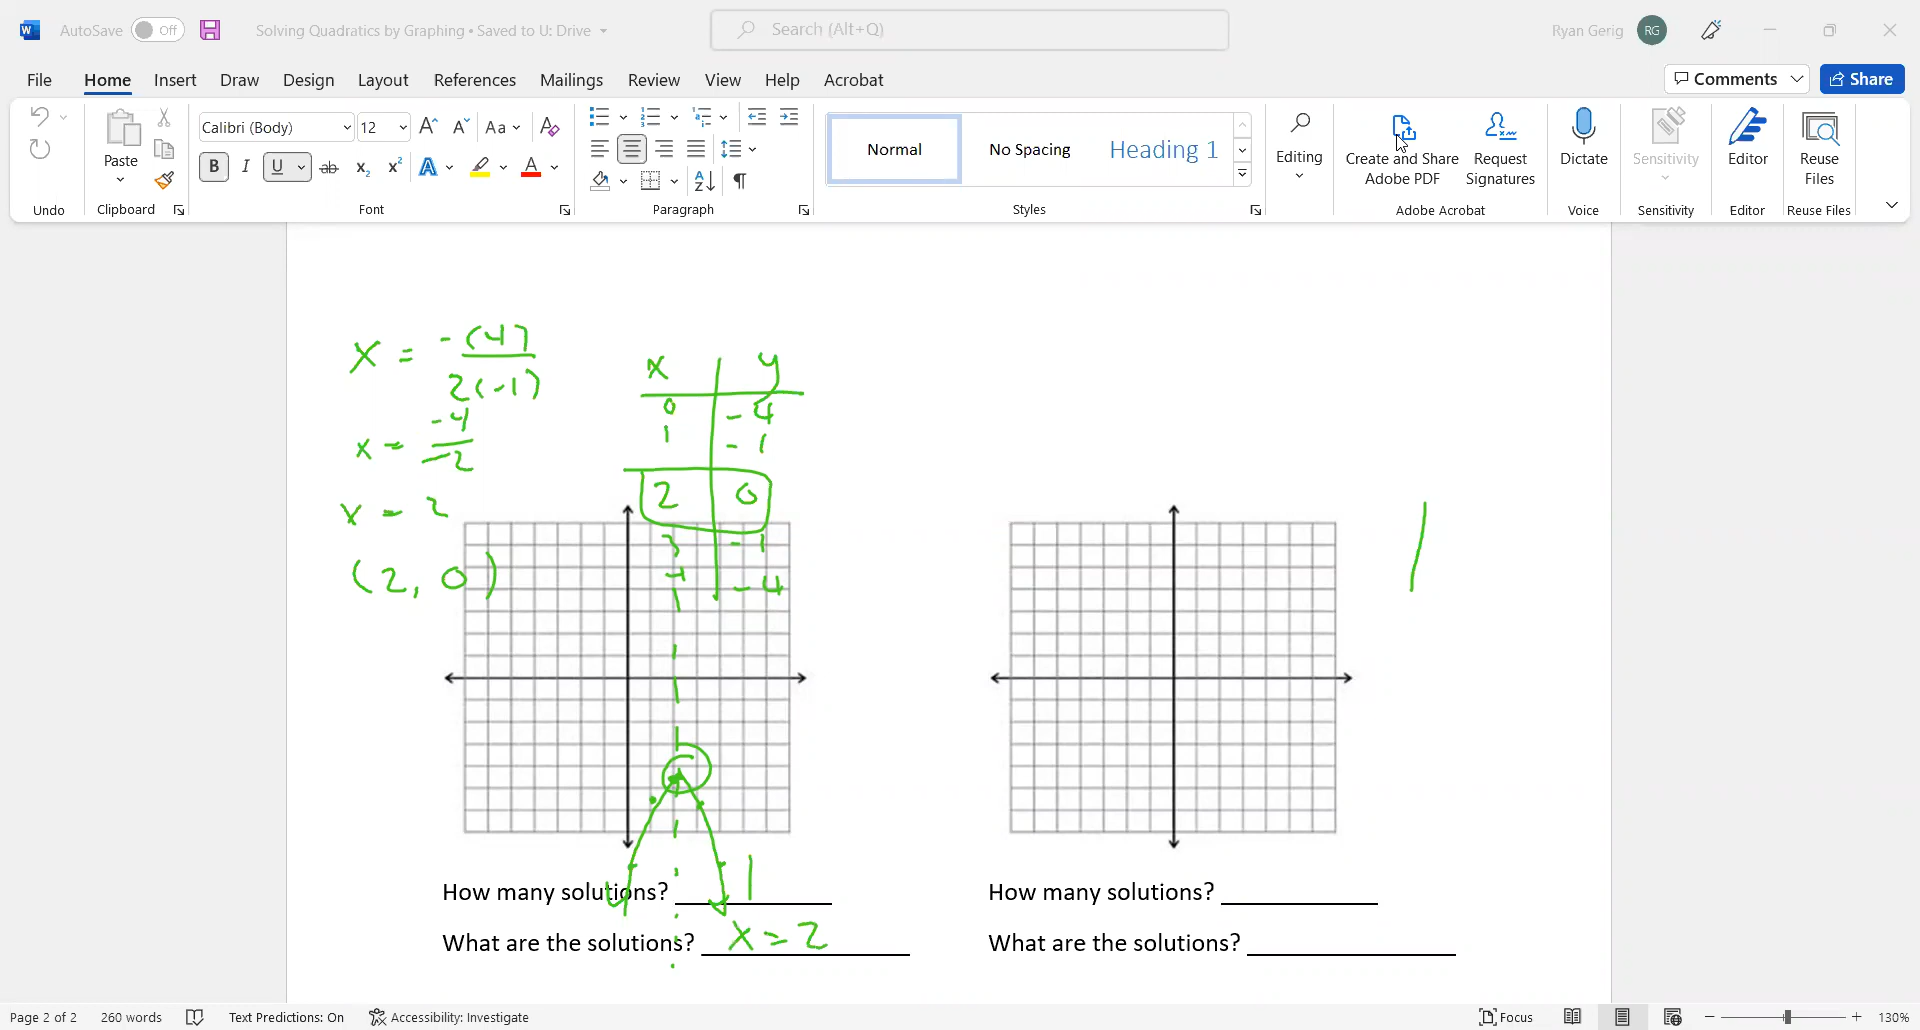 AutoSave Off Solving Quadratics by Graphing • Saved to U: Drive Search (Alt+Q) Ryan Gerig RG
File Home Insert Draw Design Layout References Mailings Review View Help Acrobat Comments Share
Paste
Calibri (Body) 12 A A Aa A
B I U ab x₂ x² A A
Normal
No Spacing
Heading 1
Editing
Create and Share
Adobe PDF
Request
Signatures
Dictate
Sensitivity
Editor
Reuse
Files
Undo Clipboard Font Paragraph Styles Adobe Acrobat Voice Sensitivity Editor Reuse Files
x = -(4)
2(-1)
x = -4
-2
x = 2
(2, 0)
x y
0 -4
1 -1
2 0
3 -1
4 -4
How many solutions? 1
What are the solutions? x = 2
How many solutions?
What are the solutions?
Page 2 of 2 260 words Text Predictions: On Accessibility: Investigate Focus 130%